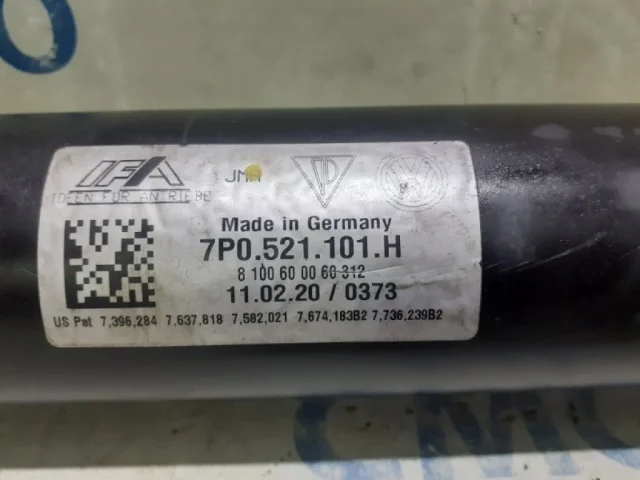 IFA
IDEEN FÜR ANTRIEBE
JMA
Made in Germany
7P0.521.101.H
8 100 60 00 60 312
11.02.20 / 0373
US Pat 7,396,284 7,637,818 7,582,021 7,674,183B2 7,736,239B2